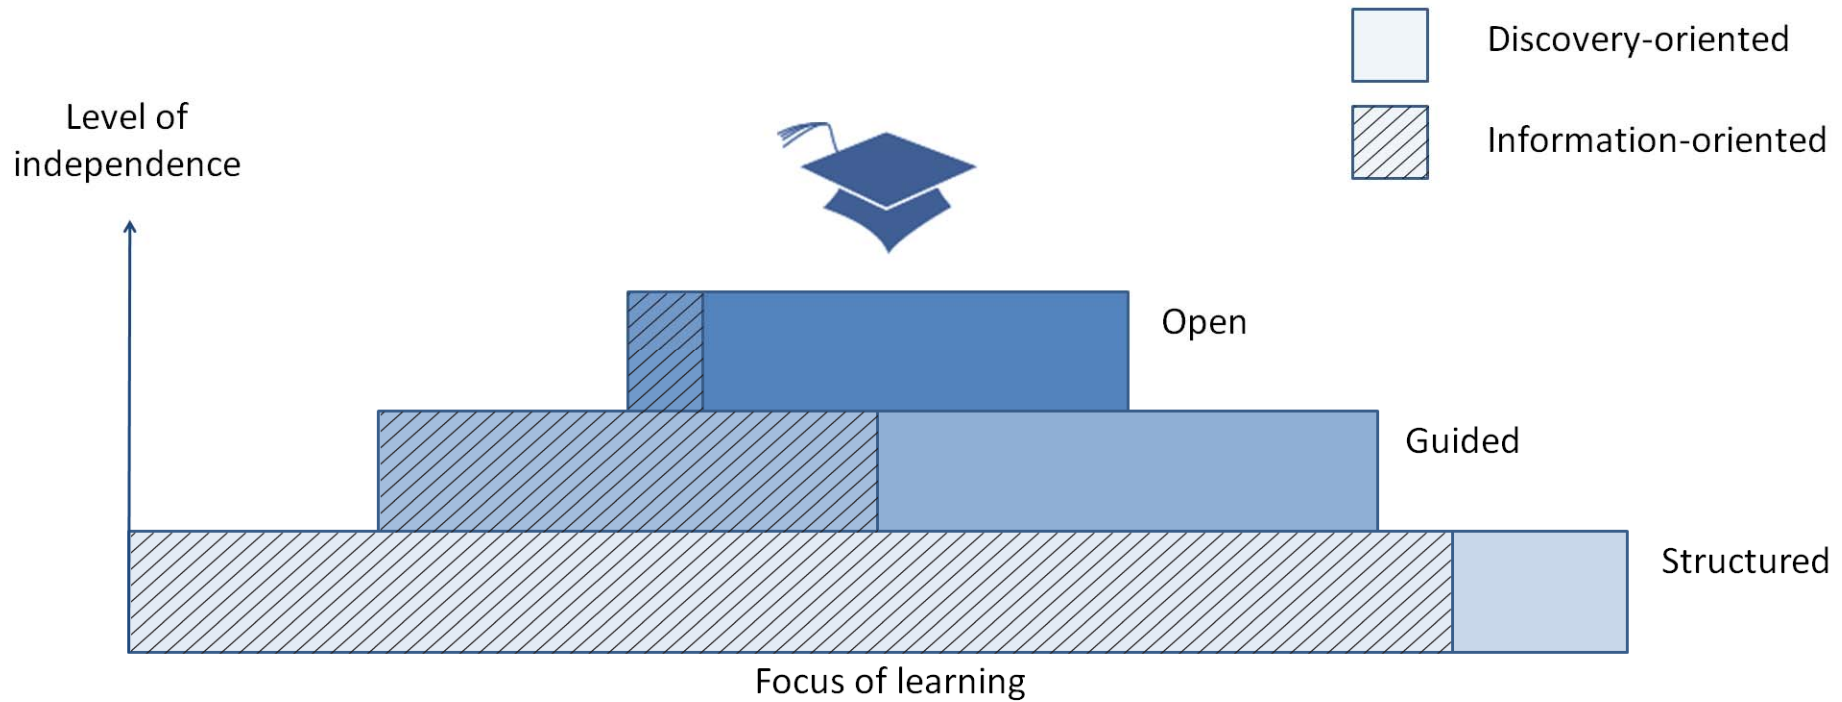 Discovery-oriented
Information-oriented
Level of
independence
Open
Guided
Structured
Focus of learning